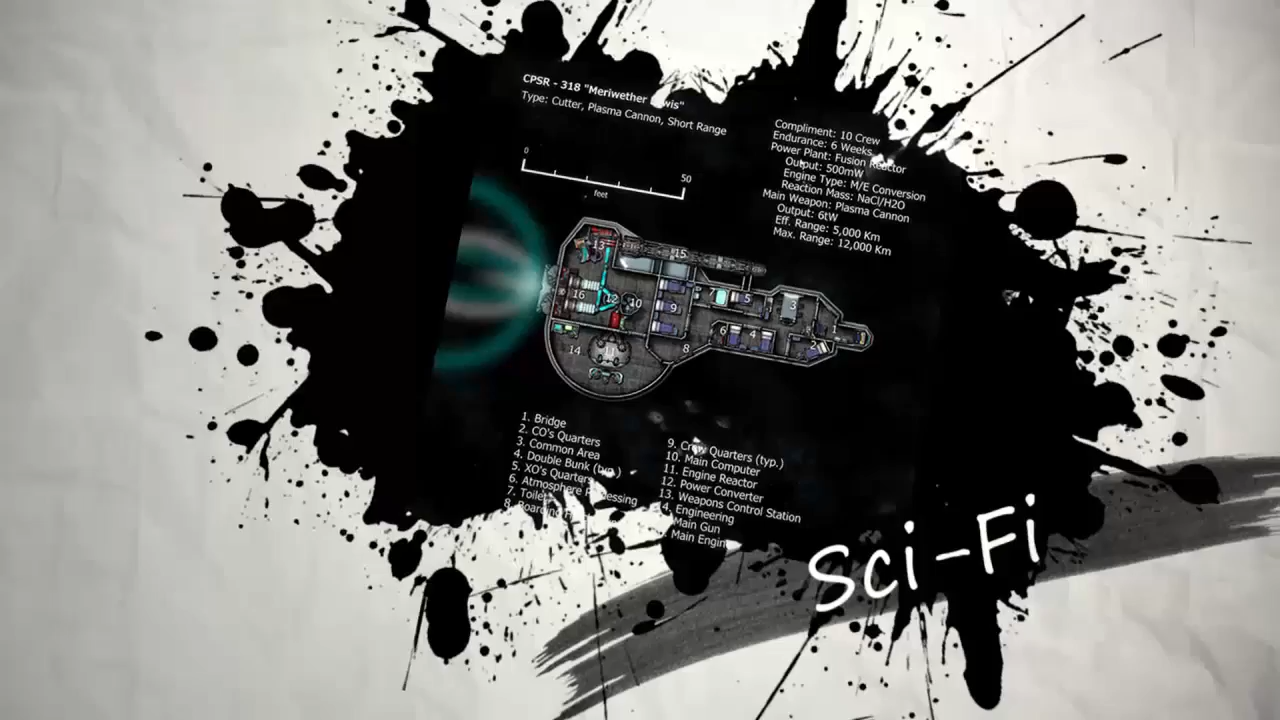 CPSR - 318 "Meriwether
Type: Cutter, Plasma Cannon, Short Range
0
50
feet
Compliment: 10 Crew
Endurance: 6 Weeks
Power Plant: Fusion Reactor
Output: 500mW
Engine Type: M/E Conversion
Reaction Mass: NaCl/H2O
Main Weapon: Plasma Cannon
Output: 6tW
Eff. Range: 5,000 Km
Max. Range: 12,000 Km
13
15
16
12
10
9
7
5
3
1
6
4
2
8
14
11
1. Bridge
2. CO's Quarters
3. Common Area
4. Double Bunk (typ.)
5. XO's Quarters
6. Atmosphere
7. Toilet
8.
9. Crew Quarters (typ.)
10. Main Computer
11. Engine Reactor
12. Power Converter
13. Weapons Control Station
Engineering
Main Gun
Main Engine
Sci-Fi